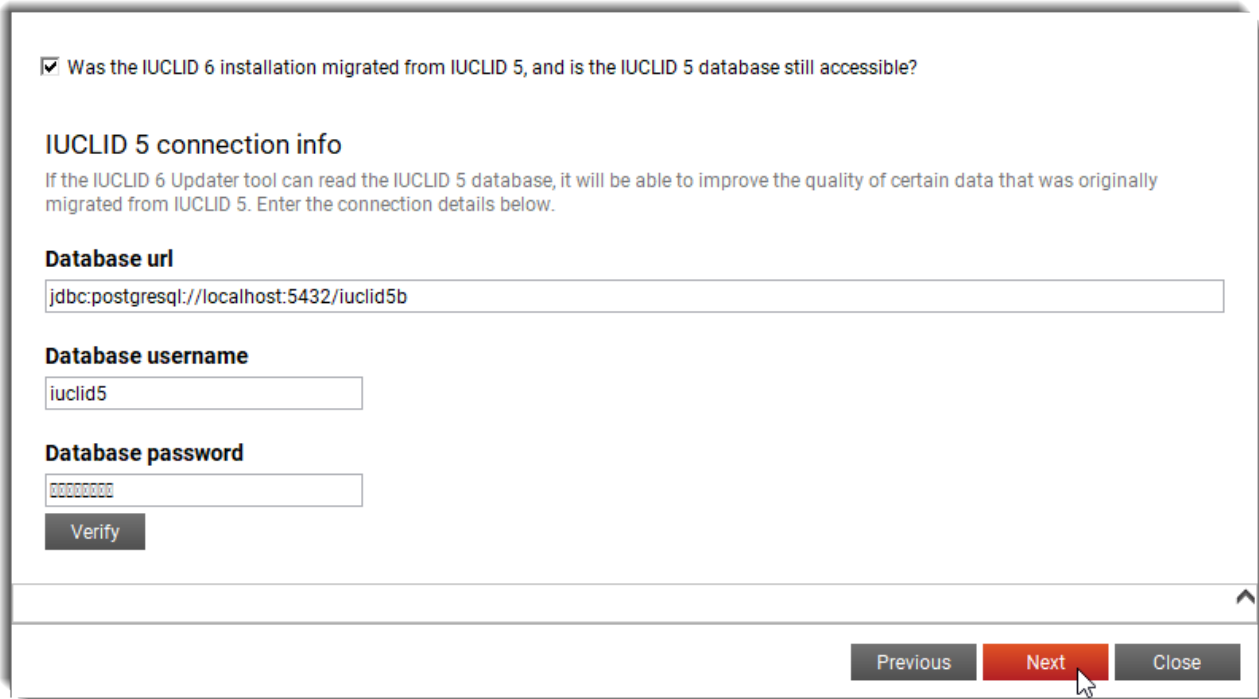 Was the IUCLID 6 installation migrated from IUCLID 5, and is the IUCLID 5 database still accessible?
IUCLID 5 connection info
If the IUCLID 6 Updater tool can read the IUCLID 5 database, it will be able to improve the quality of certain data that was originally
migrated from IUCLID 5. Enter the connection details below.
Database url
jdbc:postgresql://localhost:5432/iuclid5b
Database username
iuclid5
Database password
Verify
Previous
Next
Close